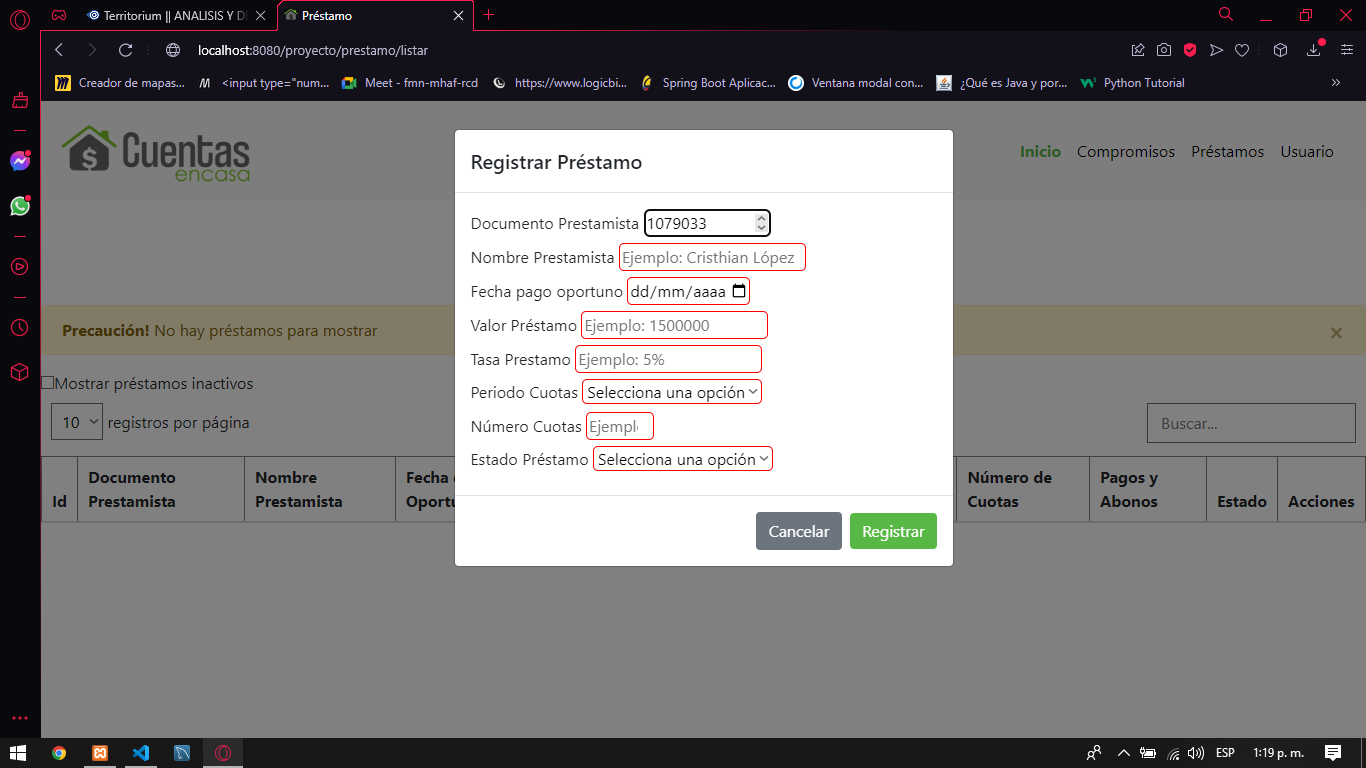 Territorium || ANALISIS Y D
Préstamo
localhost:8080/proyecto/prestamo/listar
Creador de mapas...
<input type="num...
Meet - fmn-mhaf-rcd
https://www.logicbi...
Spring Boot Aplicac...
Ventana modal con...
¿Qué es Java y por...
Python Tutorial
Cuentas
encasa
Inicio Compromisos Préstamos Usuario
Registrar Préstamo
Documento Prestamista 1079033
Nombre Prestamista Ejemplo: Cristhian López
Fecha pago oportuno dd/mm/aaaa
Valor Préstamo Ejemplo: 1500000
Tasa Prestamo Ejemplo: 5%
Periodo Cuotas Selecciona una opción
Número Cuotas Ejempl
Estado Préstamo Selecciona una opción
Cancelar Registrar
Precaución! No hay préstamos para mostrar ×
Mostrar préstamos inactivos
10 registros por página
Buscar...
Id
Documento
Prestamista
Nombre
Prestamista
Fecha
Oportu
Número de
Cuotas
Pagos y
Abonos
Estado
Acciones
ESP 1:19 p. m.